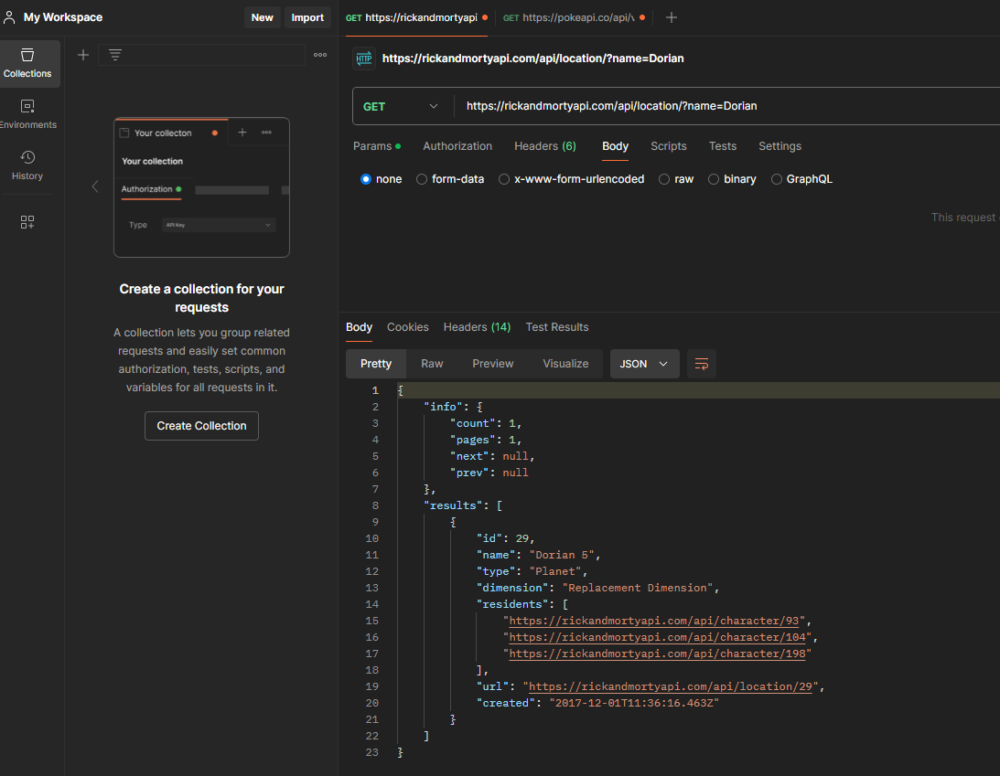 My Workspace
New
Import
GET https://rickandmortyapi
GET https://pokeapi.co/api/v
Collections
Environments
History
Your collecton
Your collection
Authorization
Type
API Key
Create a collection for your
requests
A collection lets you group related
requests and easily set common
authorization, tests, scripts, and
variables for all requests in it.
Create Collection
HTTP https://rickandmortyapi.com/api/location/?name=Dorian
GET https://rickandmortyapi.com/api/location/?name=Dorian
Params Authorization Headers (6) Body Scripts Tests Settings
none form-data x-www-form-urlencoded raw binary GraphQL
This request
Body Cookies Headers (14) Test Results
Pretty Raw Preview Visualize JSON
1 {
2 "info": {
3 "count": 1,
4 "pages": 1,
5 "next": null,
6 "prev": null
7 },
8 "results": [
9 {
10 "id": 29,
11 "name": "Dorian 5",
12 "type": "Planet",
13 "dimension": "Replacement Dimension",
14 "residents": [
15 "https://rickandmortyapi.com/api/character/93",
16 "https://rickandmortyapi.com/api/character/104",
17 "https://rickandmortyapi.com/api/character/198"
18 ],
19 "url": "https://rickandmortyapi.com/api/location/29",
20 "created": "2017-12-01T11:36:16.463Z"
21 }
22 ]
23 }